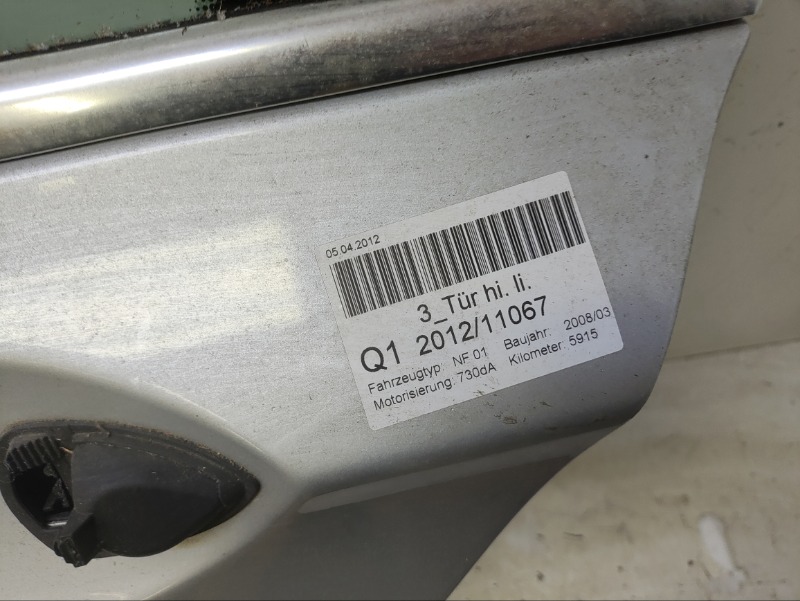 05.04.2012
3_Tür hi. li.
Q1 2012/11067
Fahrzeugtyp: NF 01 Baujahr: 2008/03
Motorisierung: 730dA Kilometer: 5915